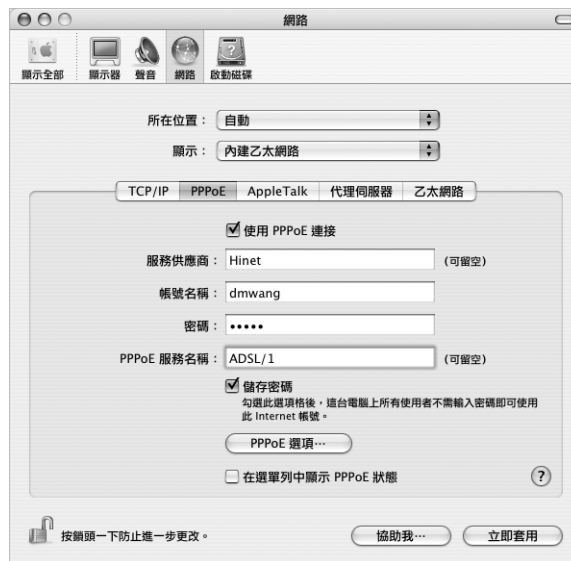 網路
顯示全部 顯示器 聲音 網路 啟動磁碟
所在位置： 自動
顯示： 內建乙太網路
TCP/IP PPPoE AppleTalk 代理伺服器 乙太網路
使用 PPPoE 連接
服務供應商： Hinet (可留空)
帳號名稱： dmwang
密碼： •••••
PPPoE 服務名稱： ADSL/1 (可留空)
儲存密碼
勾選此選項格後，這台電腦上所有使用者不需輸入密碼即可使用
此 Internet 帳號。
PPPoE 選項…
在選單列中顯示 PPPoE 狀態
?
按鎖頭一下防止進一步更改。 協助我… 立即套用